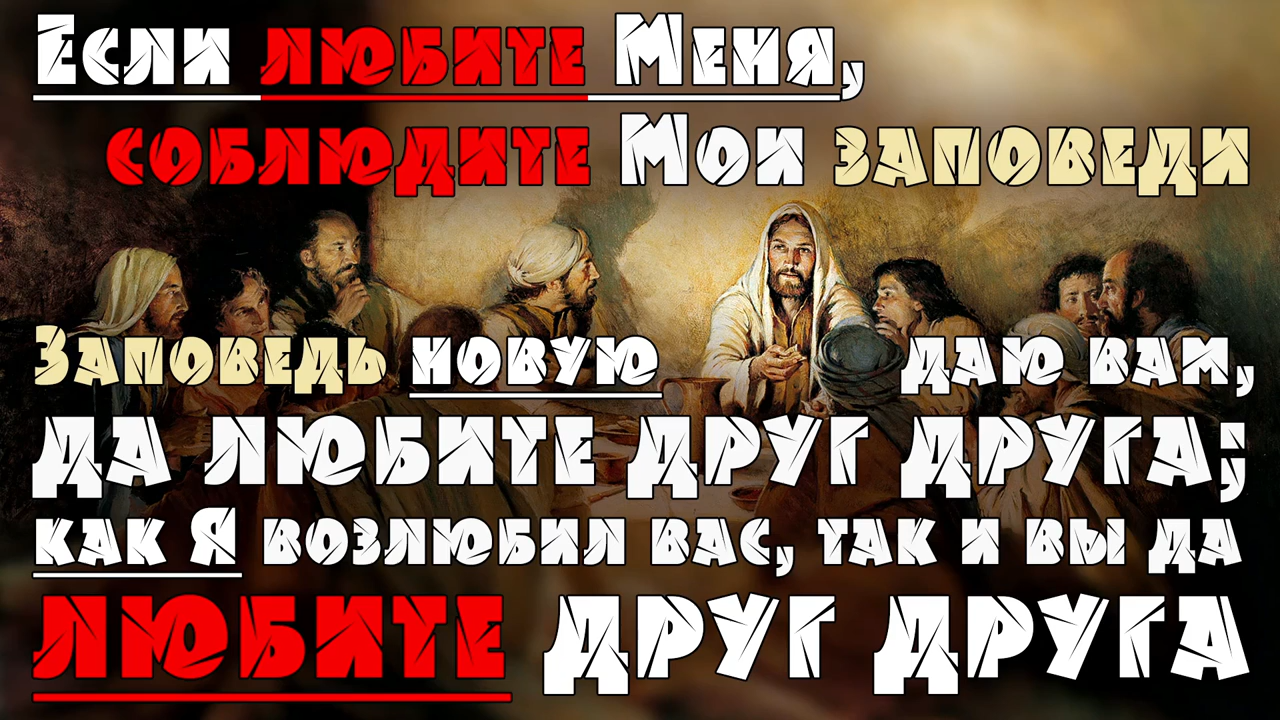 Если любите Меня,
соблюдите Мои заповеди
Заповедь новую даю вам,
ДА ЛЮБИТЕ ДРУГ ДРУГА;
как Я возлюбил вас, так и вы да
ЛЮБИТЕ ДРУГ ДРУГА